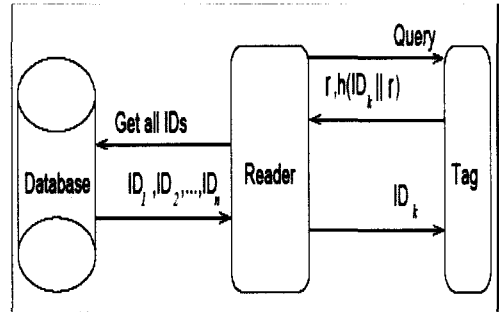 Query
r,h(ID_k || r)
Get all IDs
Database
Reader
Tag
ID_1,ID_2,...,ID_n
ID_k